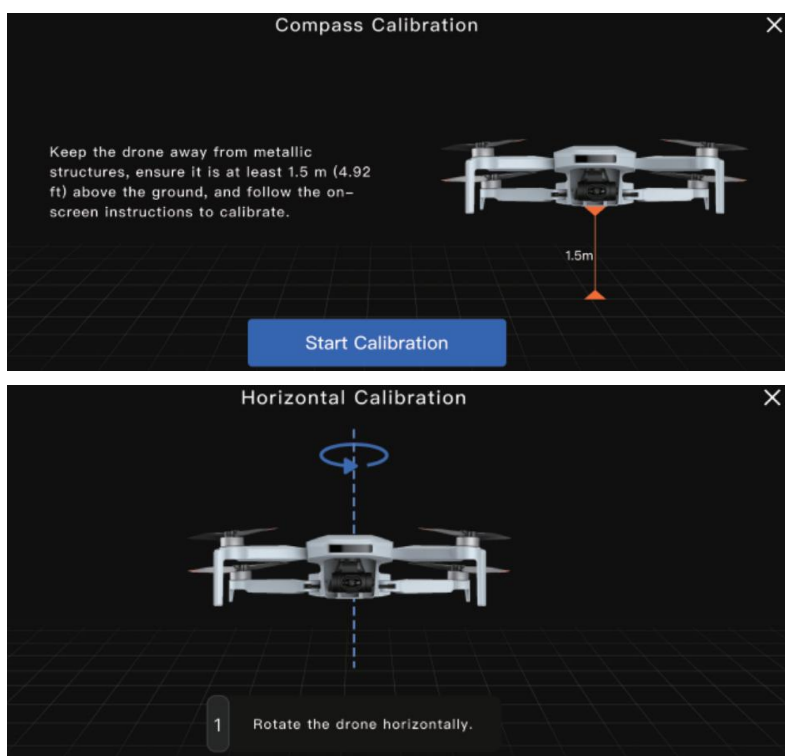 Compass Calibration
Keep the drone away from metallic
structures, ensure it is at least 1.5 m (4.92
ft) above the ground, and follow the on-
screen instructions to calibrate.
1.5m
Start Calibration
Horizontal Calibration
1 Rotate the drone horizontally.